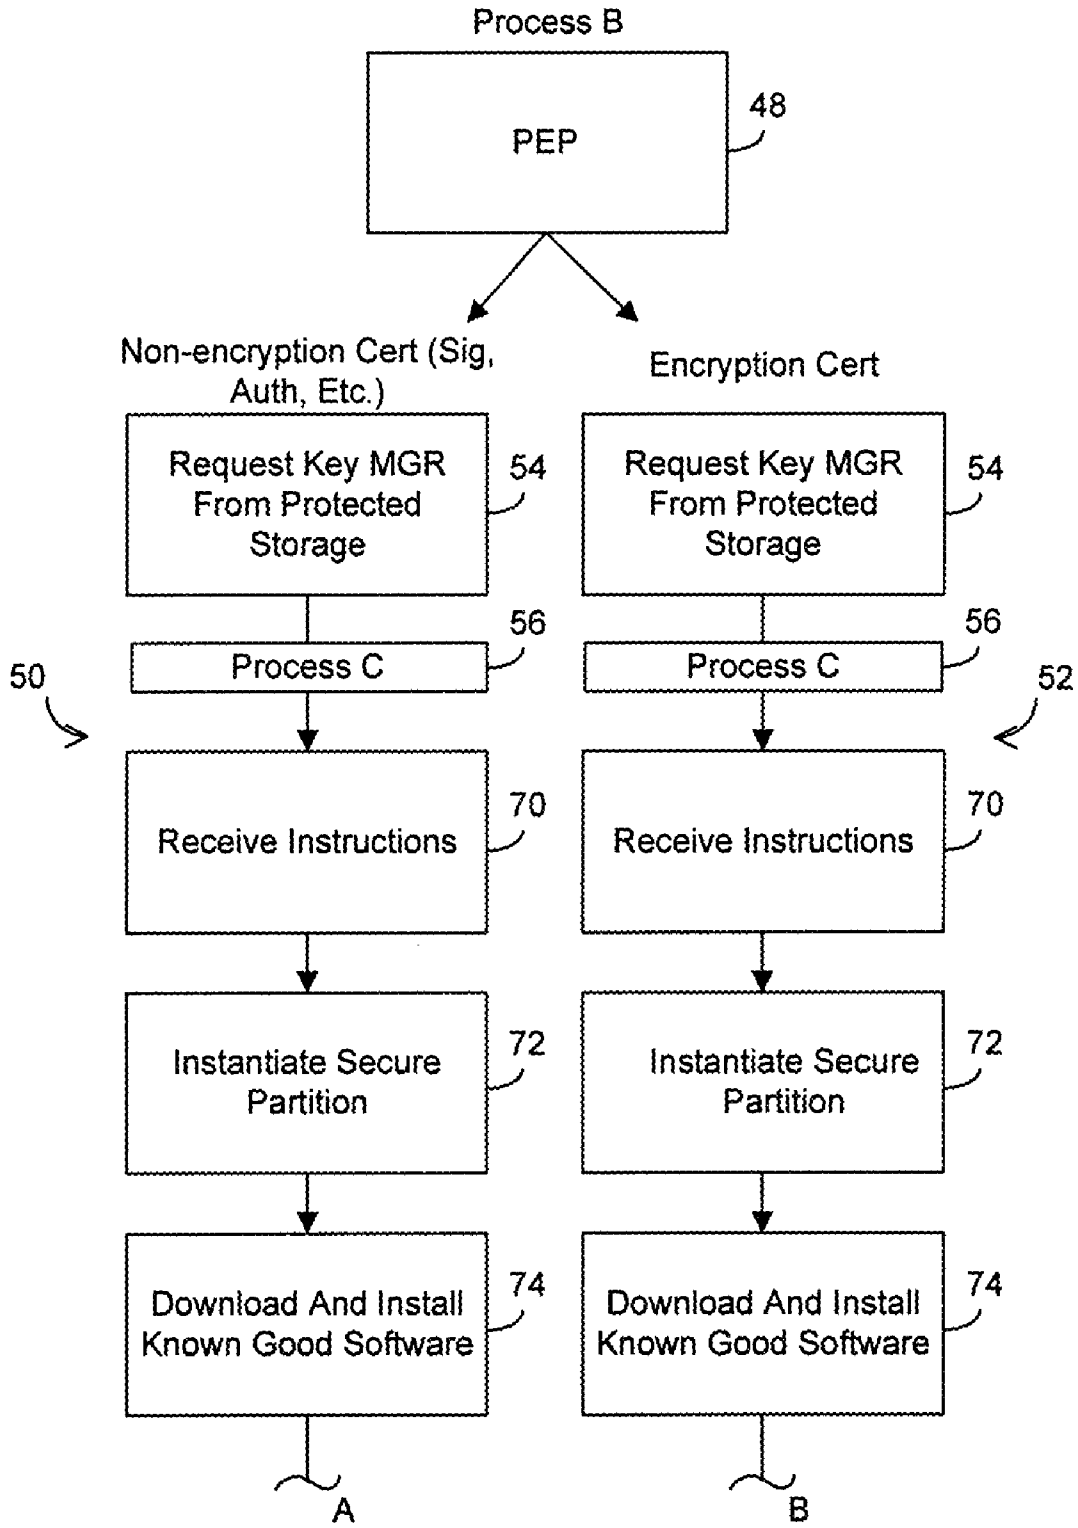 Process B
PEP
48
Non-encryption Cert (Sig,
Auth, Etc.)
Encryption Cert
Request Key MGR
From Protected
Storage
54
Request Key MGR
From Protected
Storage
54
Process C
56
Process C
56
50
52
Receive Instructions
70
Receive Instructions
70
Instantiate Secure
Partition
72
Instantiate Secure
Partition
72
Download And Install
Known Good Software
74
Download And Install
Known Good Software
74
A
B